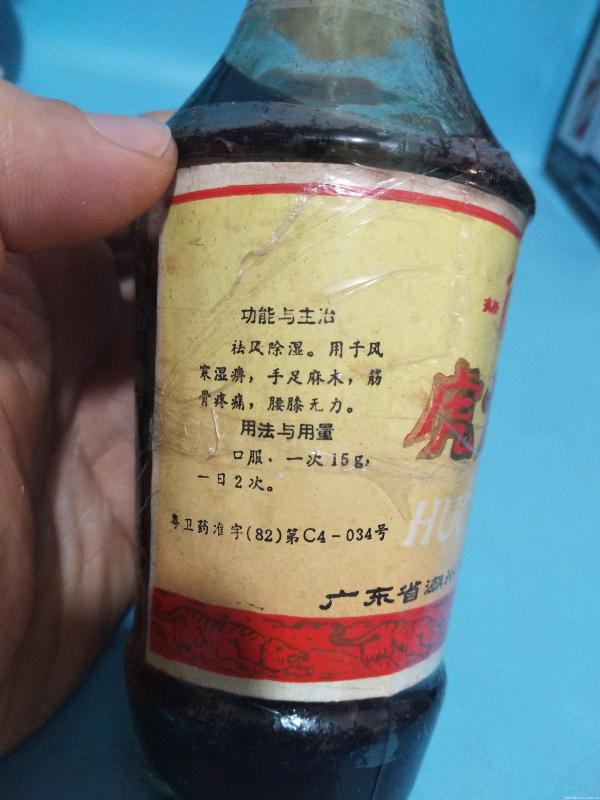 功能与主治
祛风除湿。用于风
寒湿痹，手足麻木，筋
骨疼痛，腰膝无力。
用法与用量
口服．一次15g，
一日2次。
粤卫药准字(82)第C4-034号
虎
HU
广东省潮